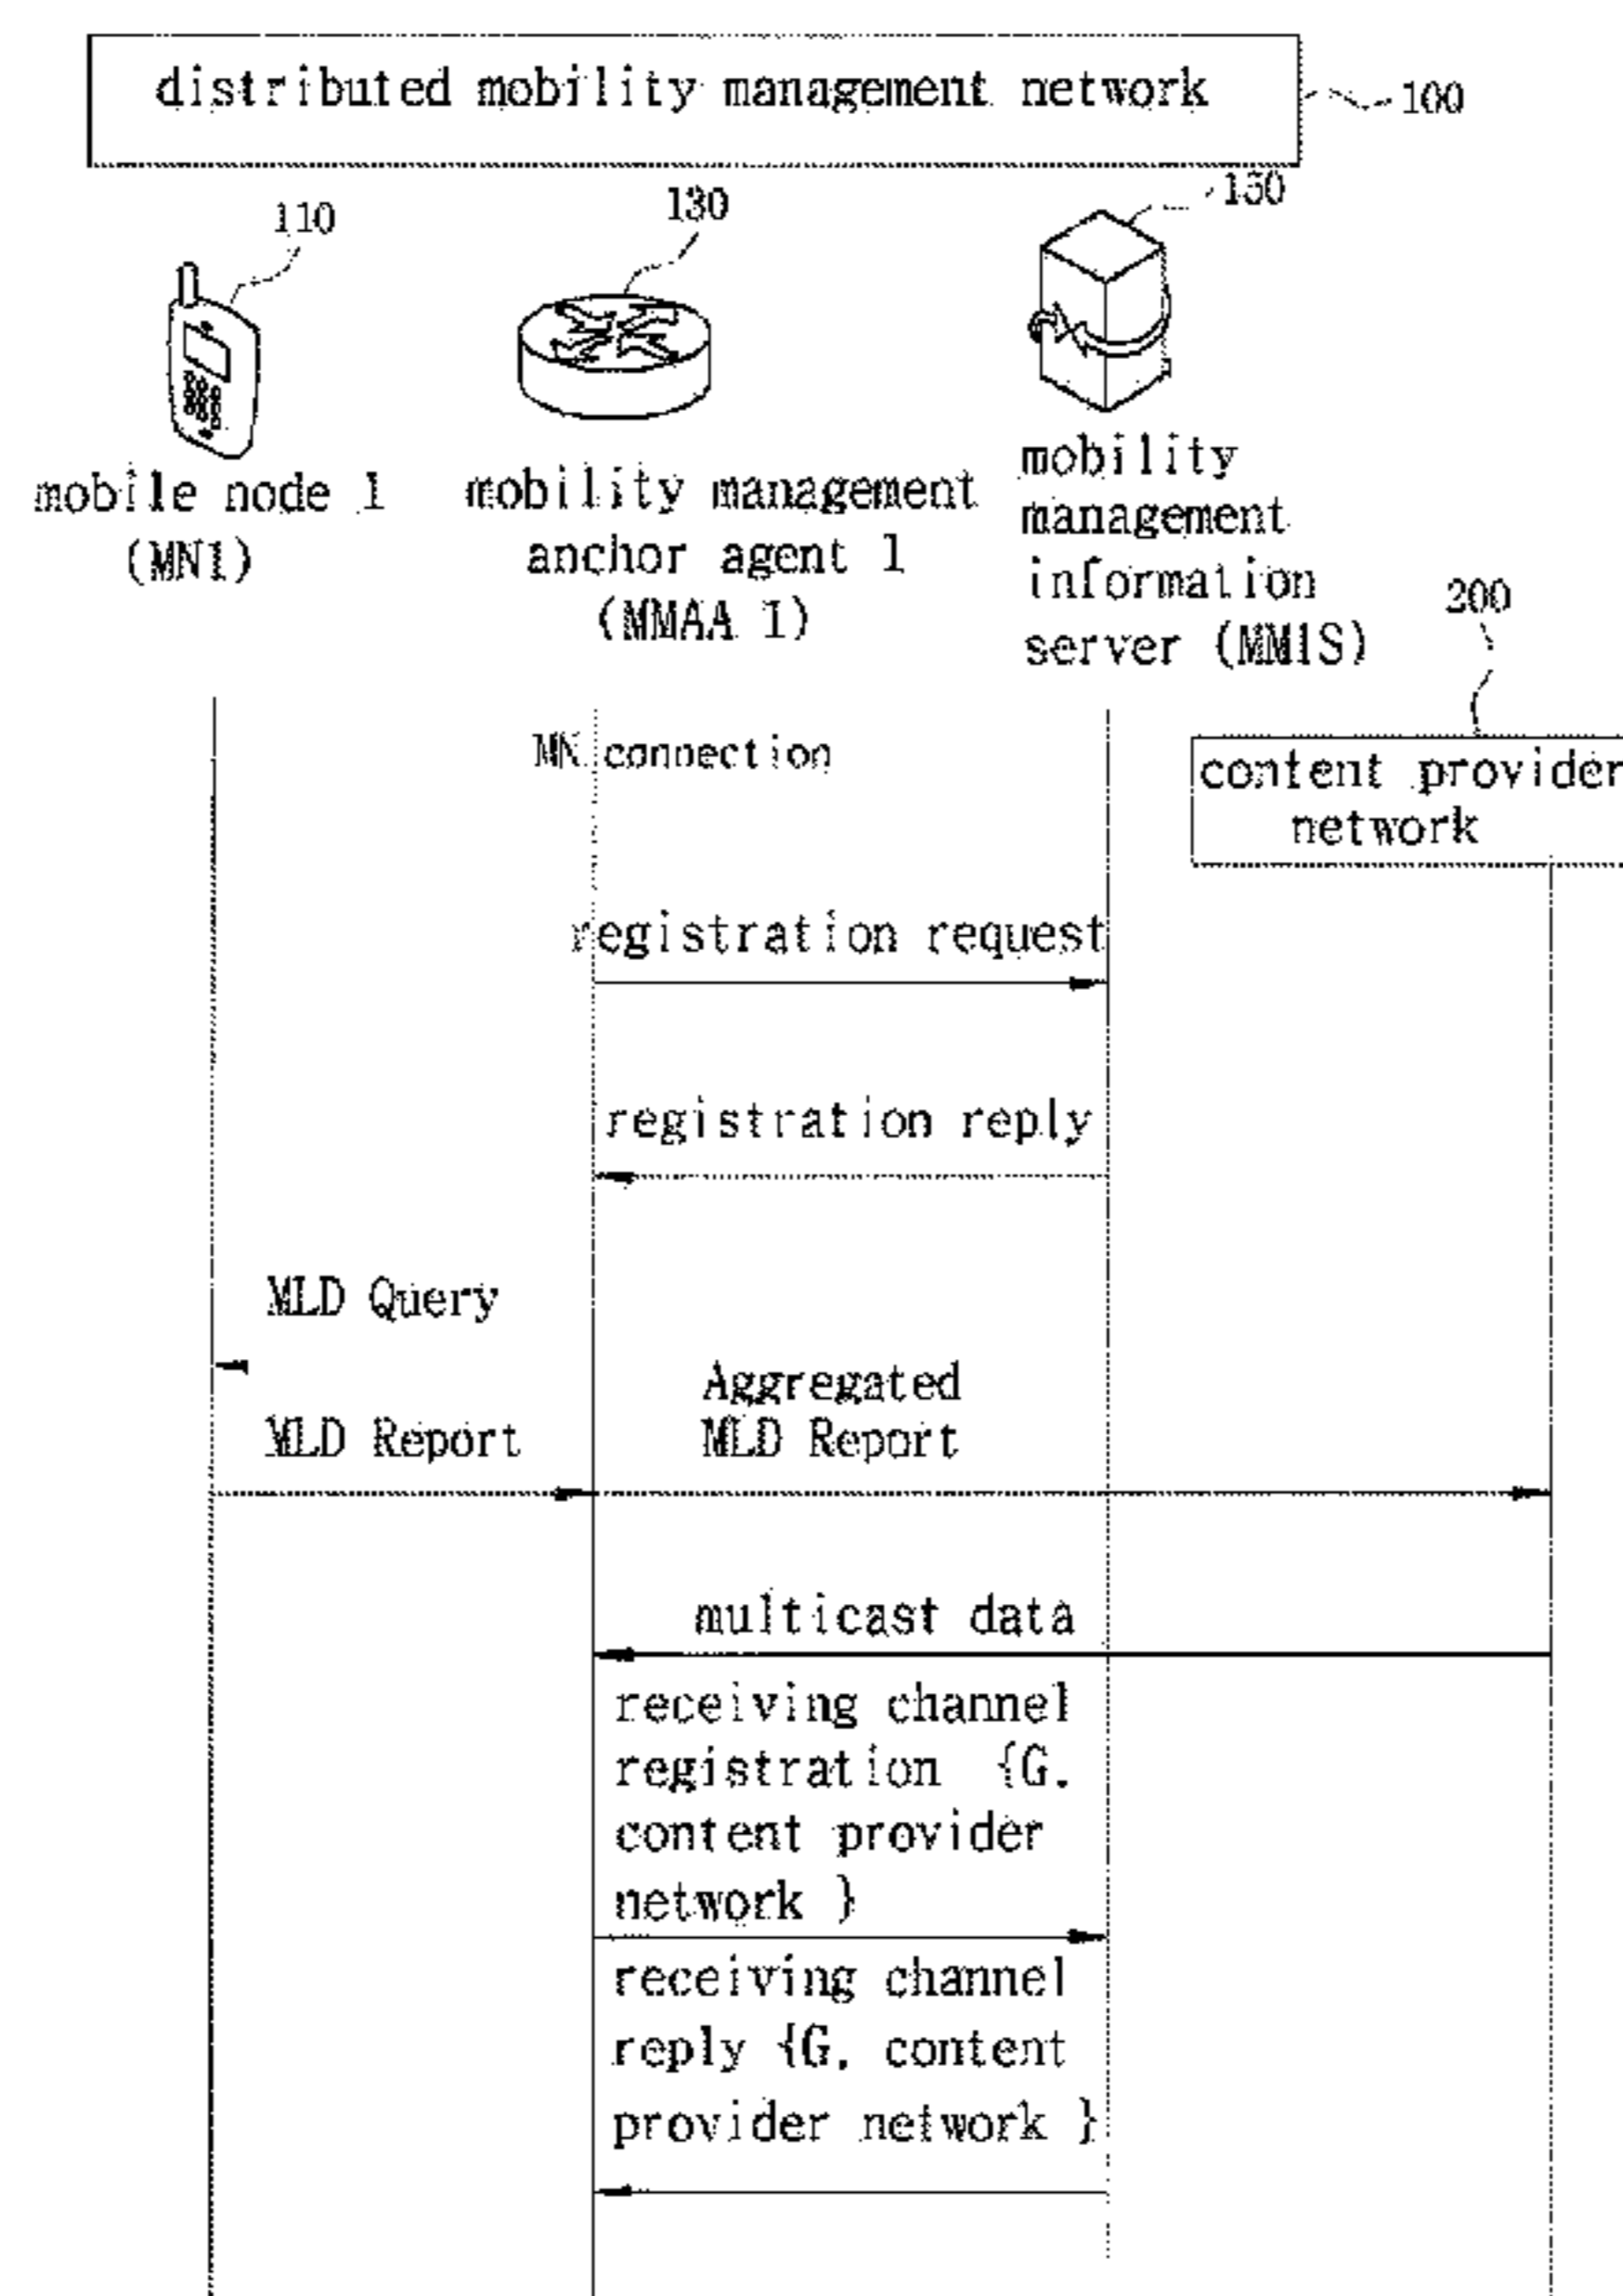 distributed mobility management network
100
110
130
150
mobile node 1
(MN1)
mobility management
anchor agent 1
(MMAA 1)
mobility
management
information
server (MMIS)
200
MN connection
content provider
network
registration request
registration reply
MLD Query
MLD Report
Aggregated
MLD Report
multicast data
receiving channel
registration {G,
content provider
network }
receiving channel
reply {G, content
provider network }